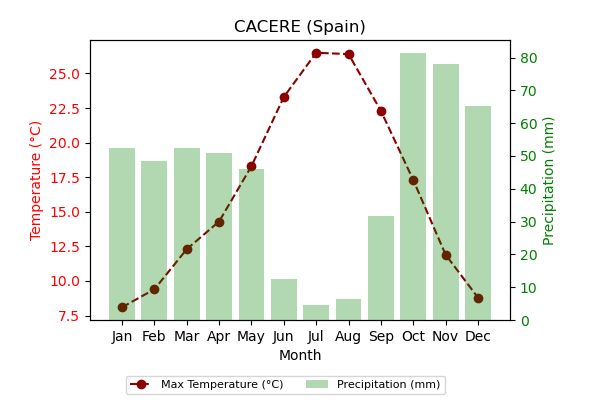 CACERE (Spain)
25.0
22.5
20.0
17.5
15.0
12.5
10.0
7.5
Temperature (°C)
80
70
60
50
40
30
20
10
0
Precipitation (mm)
Jan Feb Mar Apr May Jun Jul Aug Sep Oct Nov Dec
Month
Max Temperature (°C) Precipitation (mm)